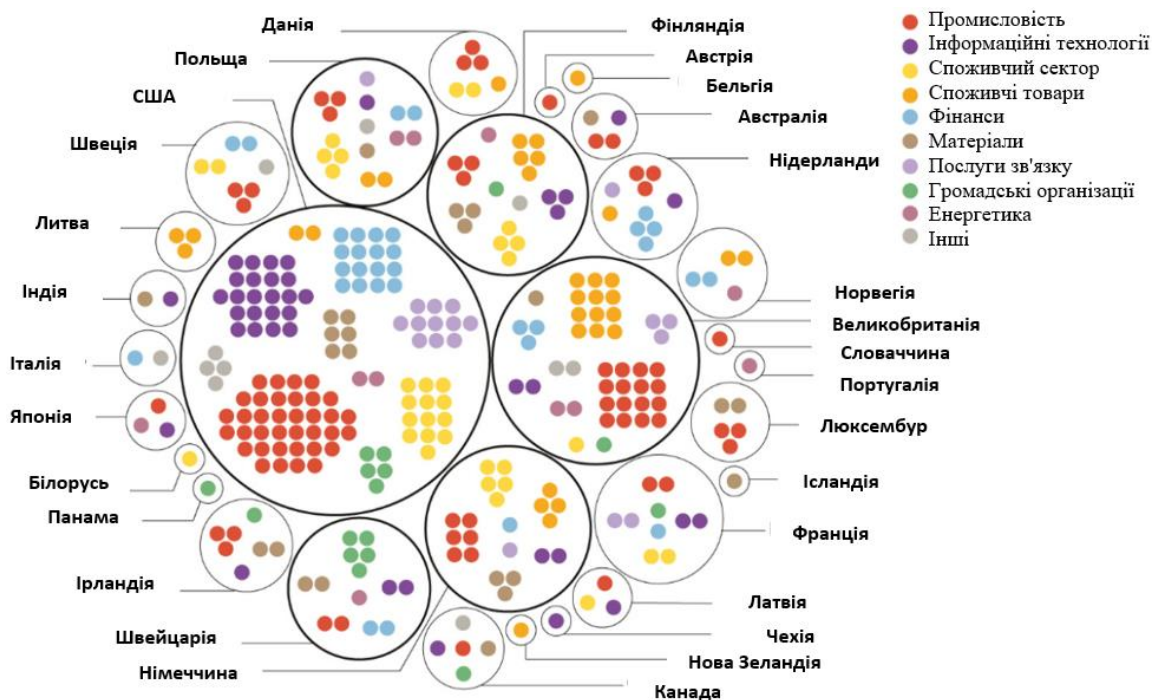 Данія
Польща
США
Швеція
Литва
Індія
Італія
Японія
Білорусь
Панама
Ірландія
Швейцарія
Німеччина
Фінляндія
Австрія
Бельгія
Австралія
Нідерланди
Норвегія
Великобританія
Словаччина
Португалія
Люксембур
Ісландія
Франція
Латвія
Чехія
Нова Зеландія
Канада
Промисловість
Інформаційні технології
Споживчий сектор
Споживчі товари
Фінанси
Матеріали
Послуги зв'язку
Громадські організації
Енергетика
Інші